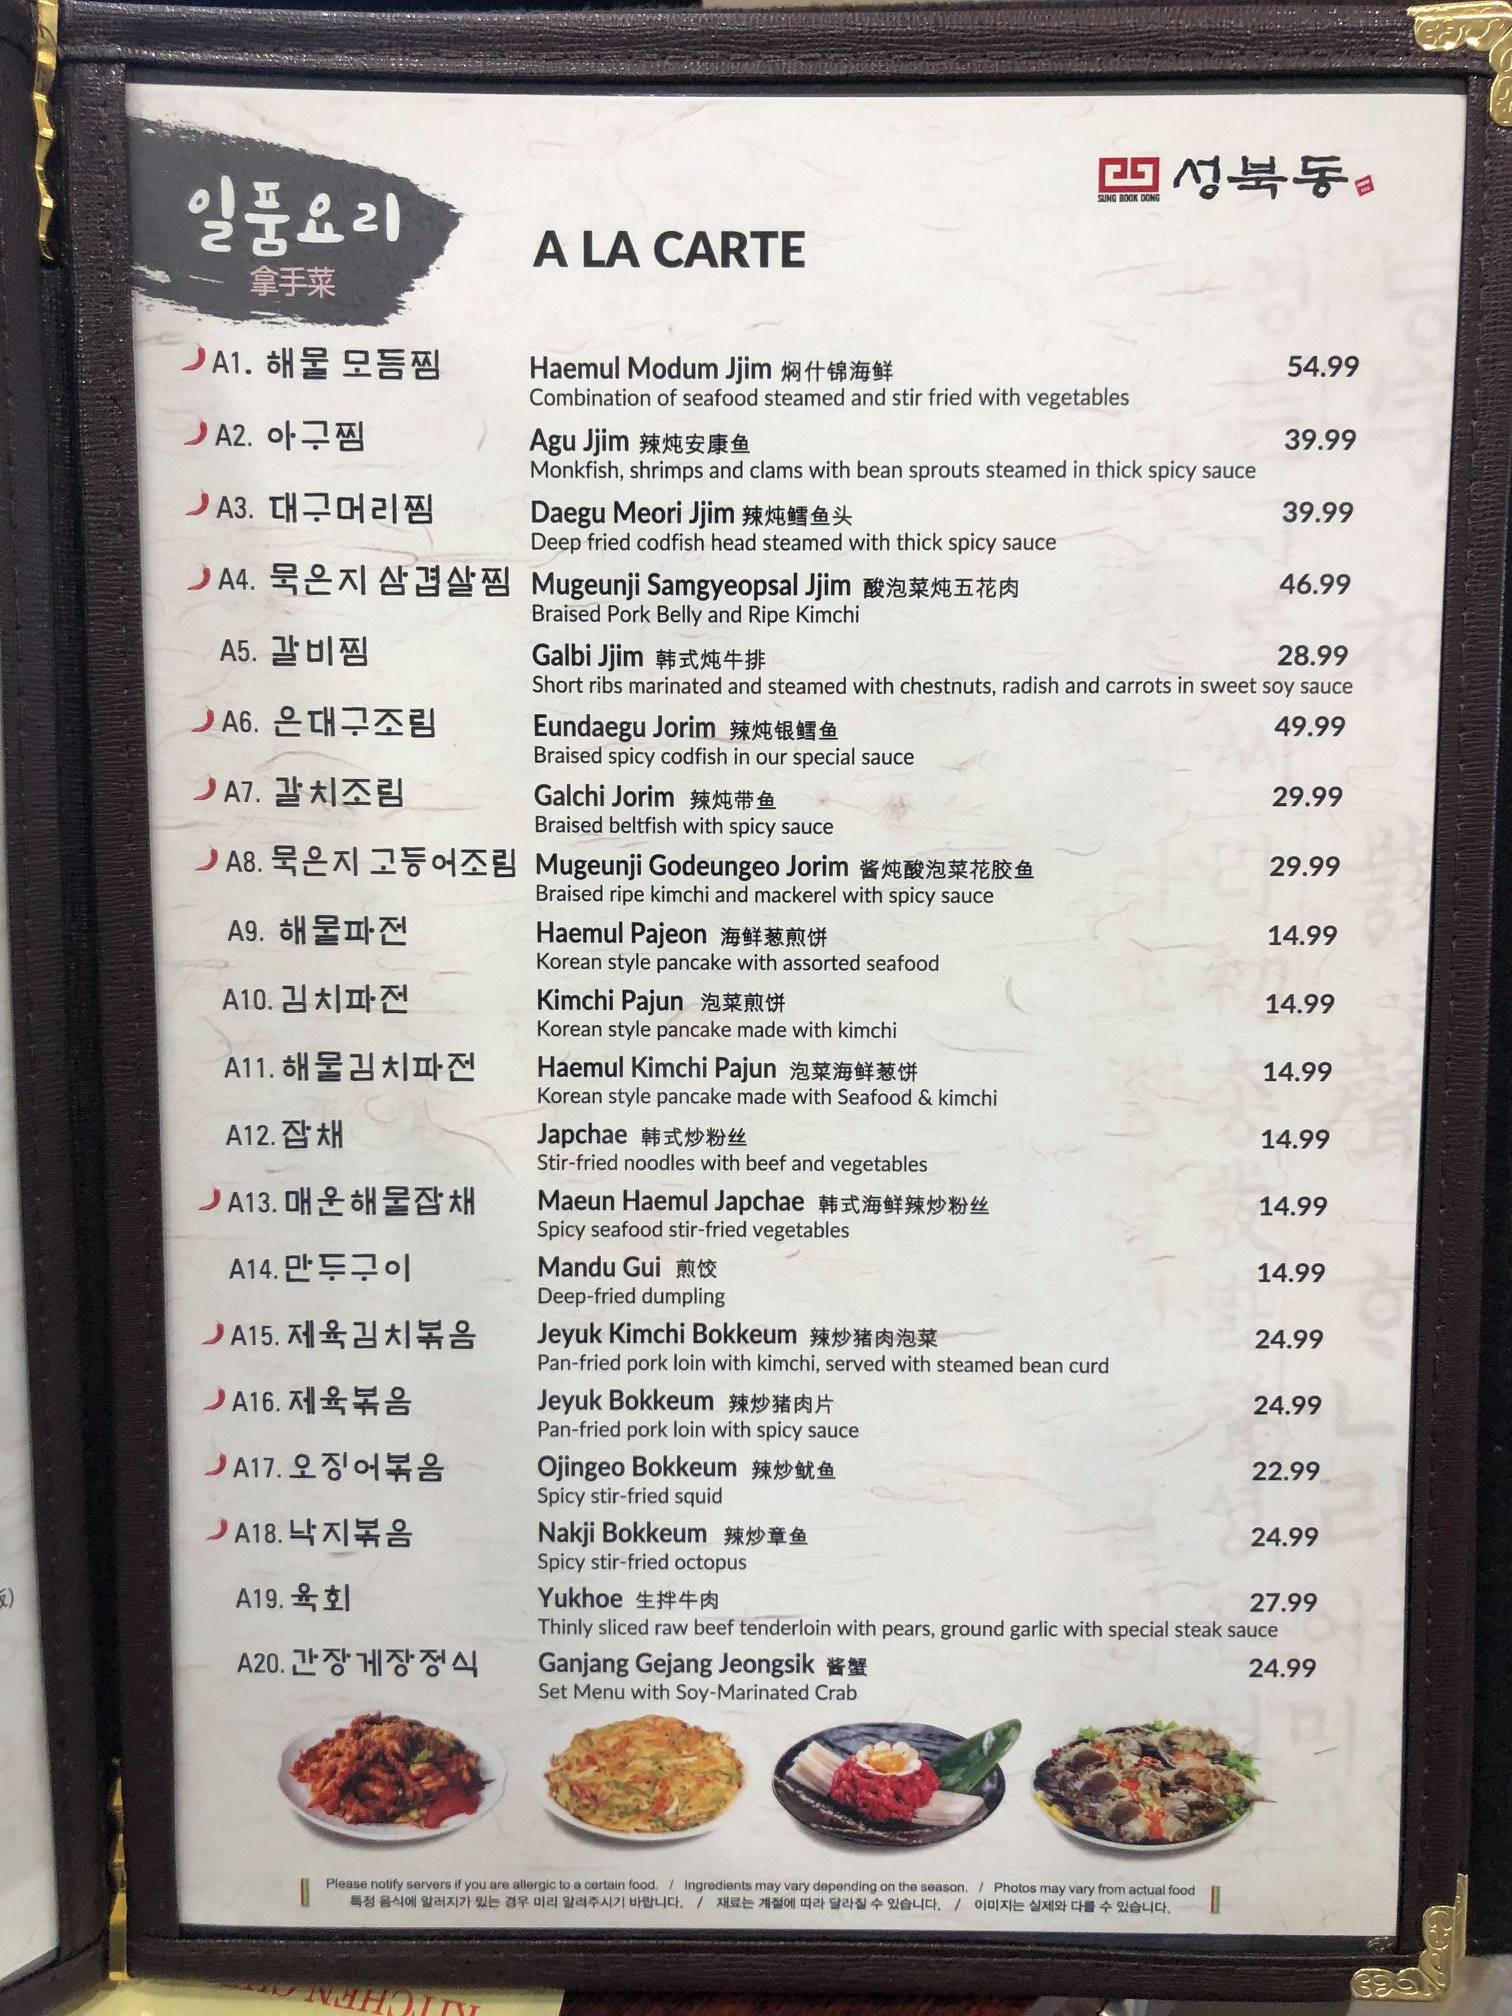 일품요리
拿手菜
A LA CARTE
SUNG BOOK DONG
성북동
A1. 해물 모듬찜 Haemul Modum Jjim 焖什锦海鲜 54.99
Combination of seafood steamed and stir fried with vegetables
A2. 아구찜 Agu Jjim 辣炖安康鱼 39.99
Monkfish, shrimps and clams with bean sprouts steamed in thick spicy sauce
A3. 대구머리찜 Daegu Meori Jjim 辣炖鳕鱼头 39.99
Deep fried codfish head steamed with thick spicy sauce
A4. 묵은지 삼겹살찜 Mugeunji Samgyeopsal Jjim 酸泡菜炖五花肉 46.99
Braised Pork Belly and Ripe Kimchi
A5. 갈비찜 Galbi Jjim 韩式炖牛排 28.99
Short ribs marinated and steamed with chestnuts, radish and carrots in sweet soy sauce
A6. 은대구조림 Eundaegu Jorim 辣炖银鳕鱼 49.99
Braised spicy codfish in our special sauce
A7. 갈치조림 Galchi Jorim 辣炖带鱼 29.99
Braised beltfish with spicy sauce
A8. 묵은지 고등어조림 Mugeunji Godeungeo Jorim 酱炖酸泡菜花胶鱼 29.99
Braised ripe kimchi and mackerel with spicy sauce
A9. 해물파전 Haemul Pajeon 海鲜葱煎饼 14.99
Korean style pancake with assorted seafood
A10. 김치파전 Kimchi Pajun 泡菜煎饼 14.99
Korean style pancake made with kimchi
A11. 해물김치파전 Haemul Kimchi Pajun 泡菜海鲜葱饼 14.99
Korean style pancake made with Seafood & kimchi
A12. 잡채 Japchae 韩式炒粉丝 14.99
Stir-fried noodles with beef and vegetables
A13. 매운해물잡채 Maeun Haemul Japchae 韩式海鲜辣炒粉丝 14.99
Spicy seafood stir-fried vegetables
A14. 만두구이 Mandu Gui 煎饺 14.99
Deep-fried dumpling
A15. 제육김치볶음 Jeyuk Kimchi Bokkeum 辣炒猪肉泡菜 24.99
Pan-fried pork loin with kimchi, served with steamed bean curd
A16. 제육볶음 Jeyuk Bokkeum 辣炒猪肉片 24.99
Pan-fried pork loin with spicy sauce
A17. 오징어볶음 Ojingeo Bokkeum 辣炒鱿鱼 22.99
Spicy stir-fried squid
A18. 낙지볶음 Nakji Bokkeum 辣炒章鱼 24.99
Spicy stir-fried octopus
A19. 육회 Yukhoe 生拌牛肉 27.99
Thinly sliced raw beef tenderloin with pears, ground garlic with special steak sauce
A20. 간장게장정식 Ganjang Gejang Jeongsik 酱蟹 24.99
Set Menu with Soy-Marinated Crab
Please notify servers if you are allergic to a certain food. / Ingredients may vary depending on the season. / Photos may vary from actual food
특정 음식에 알러지가 있는 경우 미리 알려주시기 바랍니다. / 재료는 계절에 따라 달라질 수 있습니다. / 이미지는 실제와 다를 수 있습니다.
KITCHEN